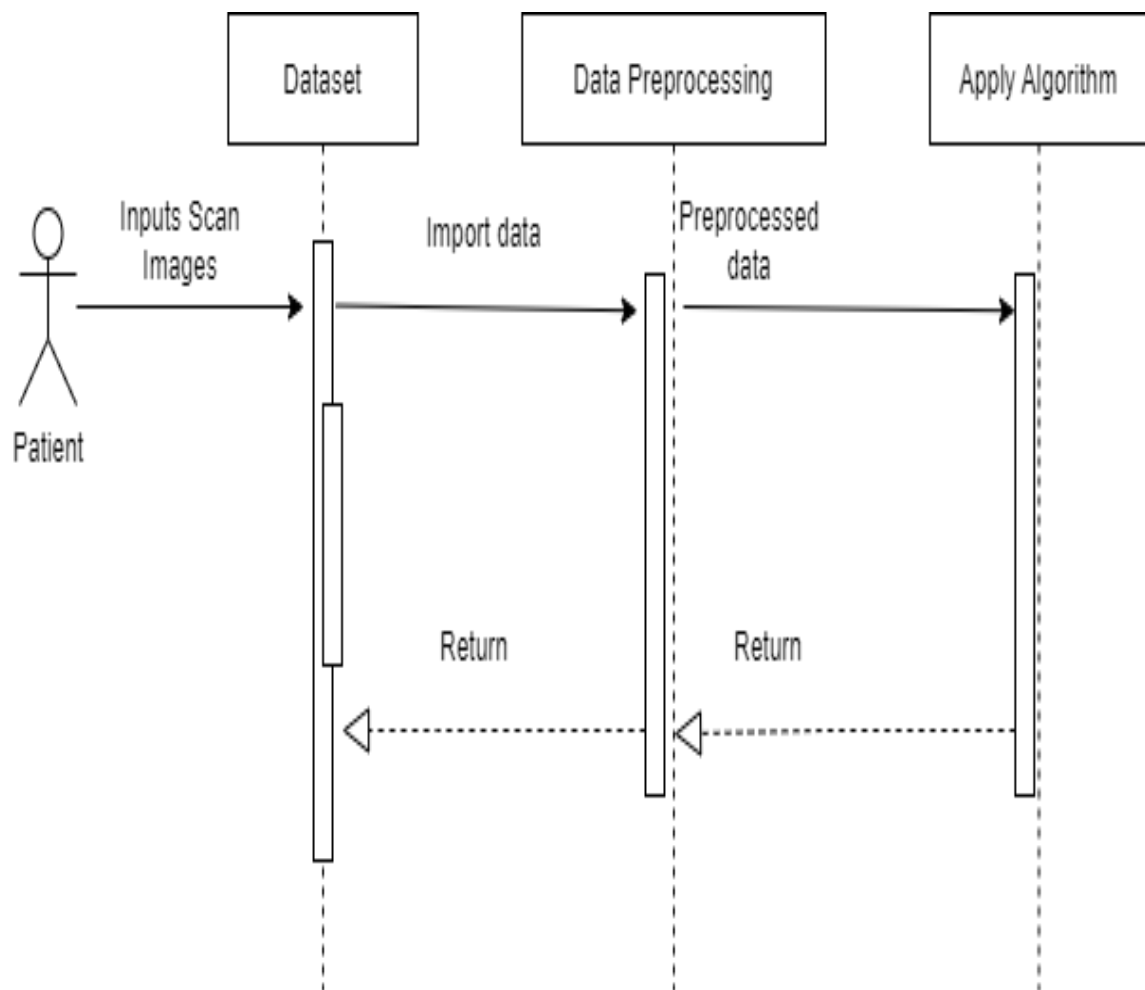 Dataset
Data Preprocessing
Apply Algorithm
Inputs Scan
Images
Import data
Preprocessed
data
Patient
Return
Return